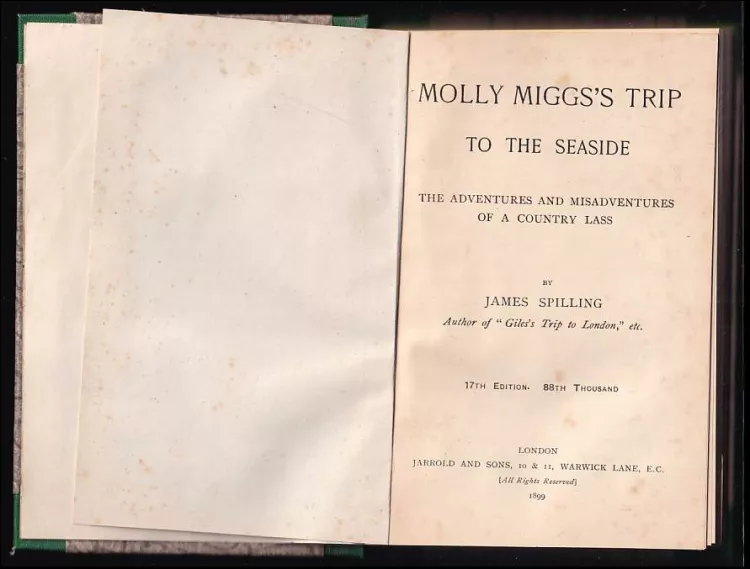 MOLLY MIGGS'S TRIP
TO THE SEASIDE
THE ADVENTURES AND MISADVENTURES
OF A COUNTRY LASS
BY
JAMES SPILLING
Author of "Giles's Trip to London," etc.
17TH EDITION. 88TH THOUSAND
LONDON
JARROLD AND SONS, 10 & 11, WARWICK LANE, E.C.
[All Rights Reserved]
1899